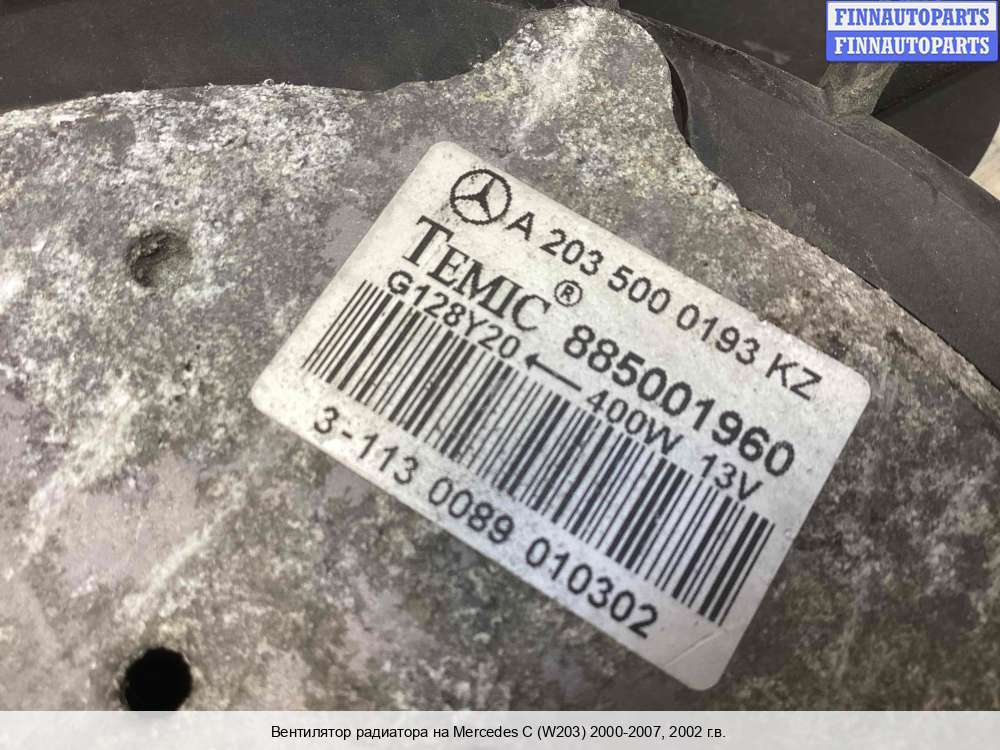 FINNAUTOPARTS
FINNAUTOPARTS
A 203 500 0193 KZ
TEMIC® 885001960
G128Y20 ← 400W 13V
3-113 0089 010302
Вентилятор радиатора на Mercedes C (W203) 2000-2007, 2002 г.в.